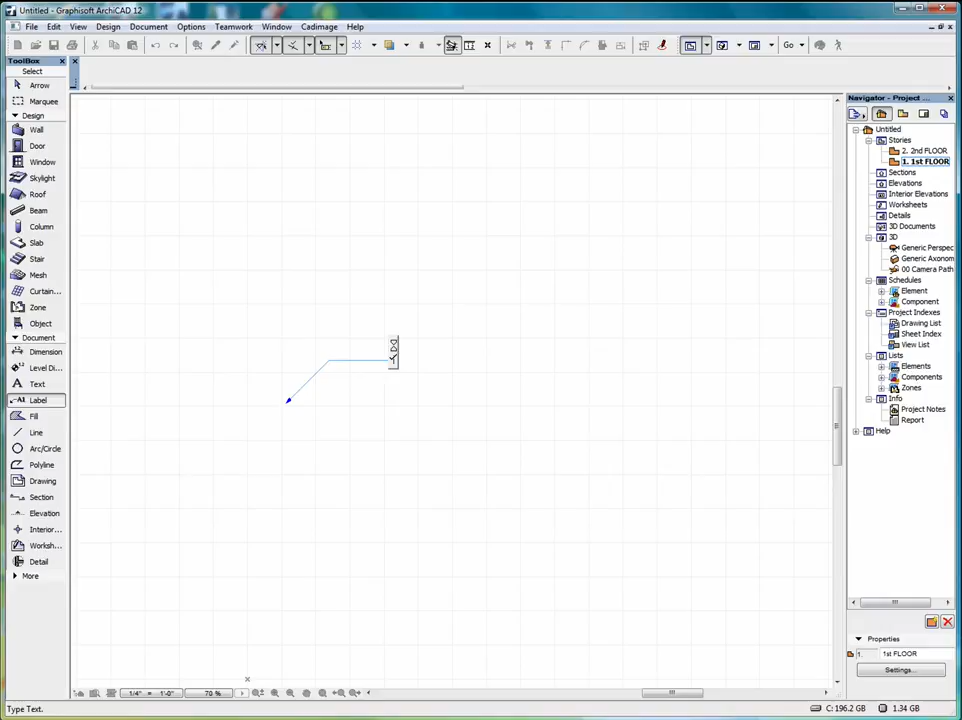 Untitled - Graphisoft ArchiCAD 12
File Edit View Design Document Options Teamwork Window Cadimage Help
Go
ToolBox
Select
Arrow
Marquee
Design
Wall
Door
Window
Skylight
Roof
Beam
Column
Slab
Stair
Mesh
Curtain...
Zone
Object
Document
Dimension
Level Di...
Text
A1 Label
Fill
Line
Arc/Circle
Polyline
Drawing
Section
Elevation
Interior...
Worksh...
Detail
More
Navigator - Project ...
Untitled
Stories
2. 2nd FLOOR
1. 1st FLOOR
Sections
Elevations
Interior Elevations
Worksheets
Details
3D Documents
3D
Generic Perspec
Generic Axonom
00 Camera Path
Schedules
Element
Component
Project Indexes
Drawing List
Sheet Index
View List
Lists
Elements
Components
Zones
Info
Project Notes
Report
Help
Properties
1. 1st FLOOR
Settings...
1/4" = 1'-0" 70 %
Type Text.
C: 196.2 GB 1.34 GB